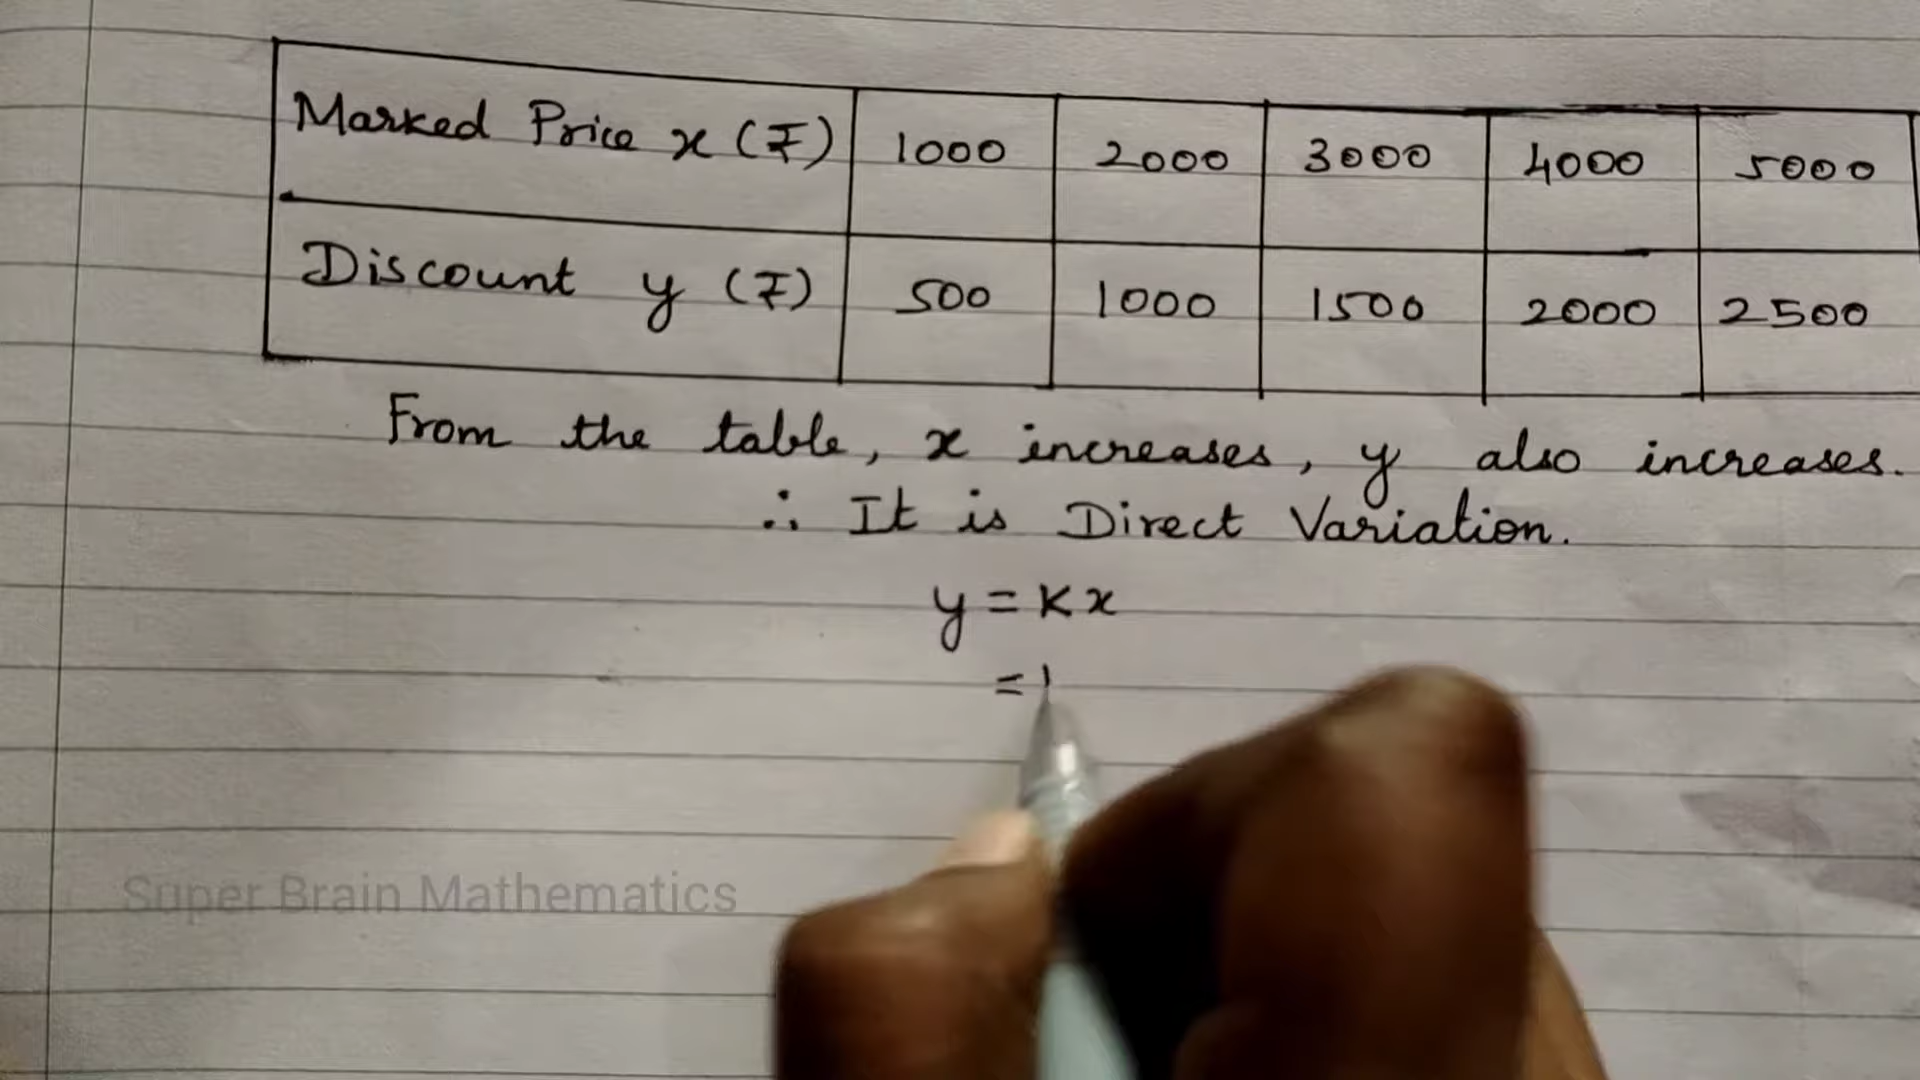 Marked Price x (₹) 1000 2000 3000 4000 5000
Discount y (₹) 500 1000 1500 2000 2500
From the table, x increases, y also increases.
∴ It is Direct Variation.
y = Kx
=
Super Brain Mathematics